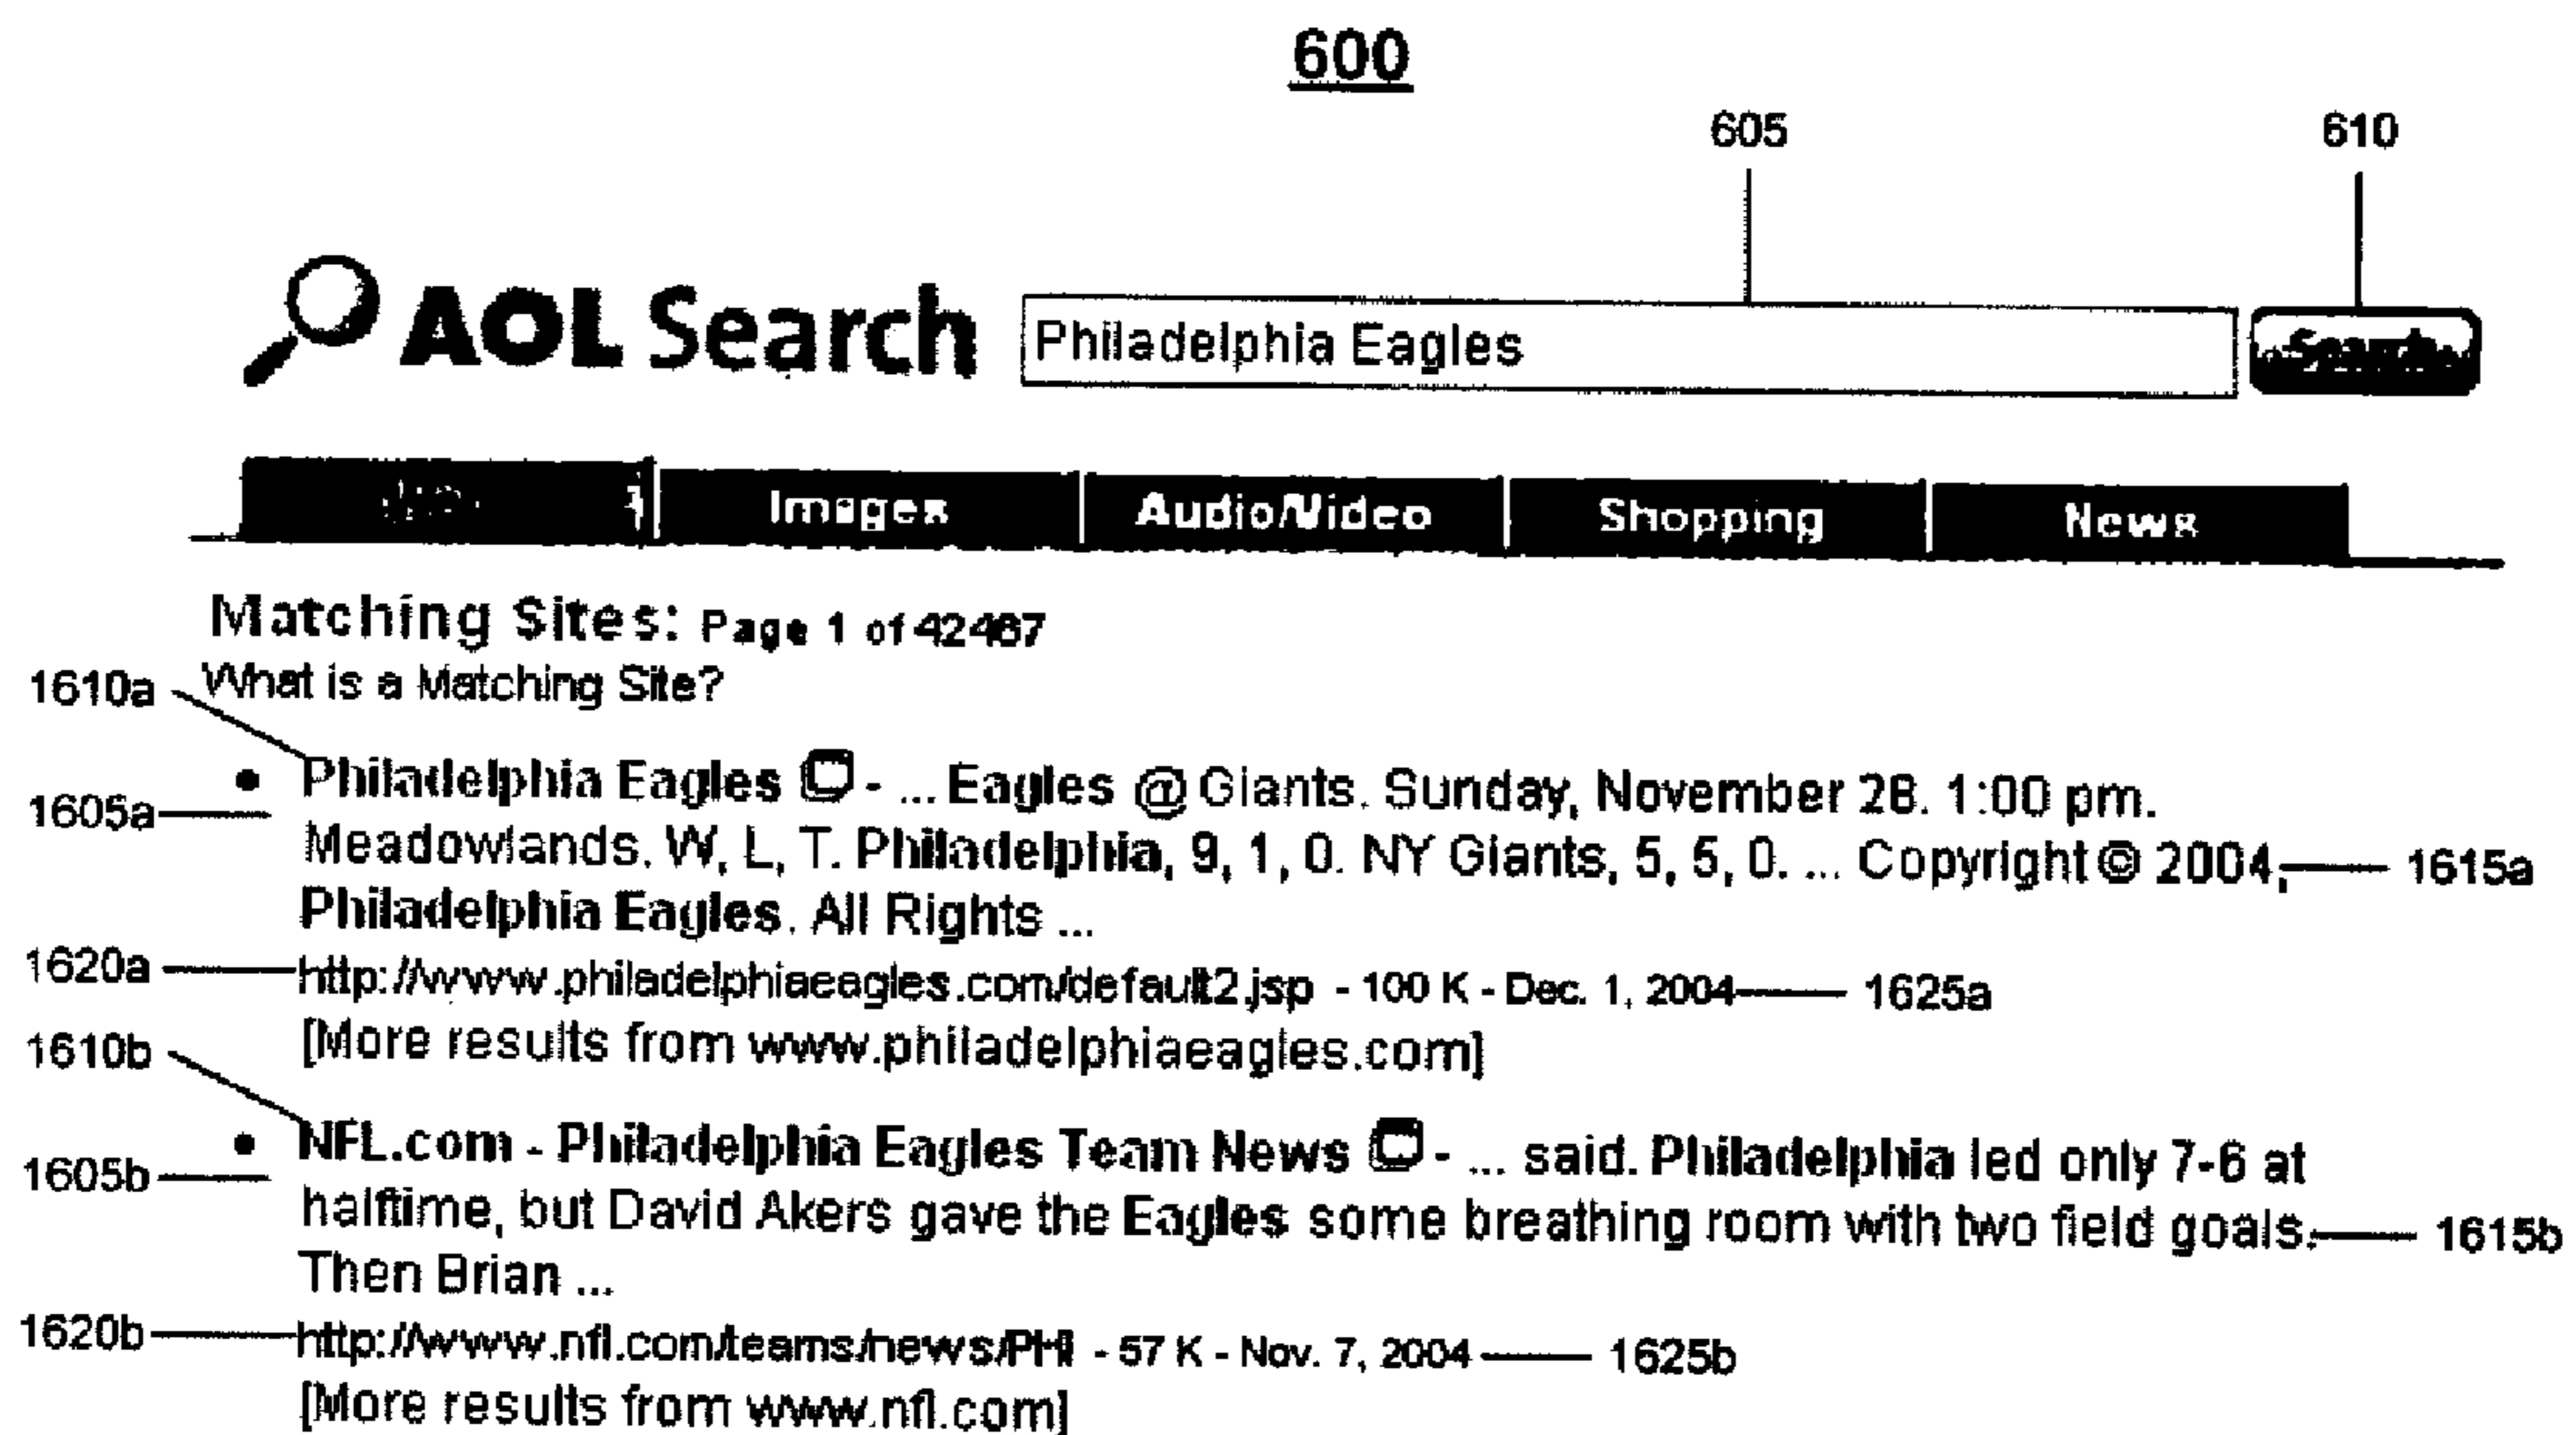 600
605 610
AOL Search Philadelphia Eagles Search
Images Audio/Video Shopping News
Matching Sites: Page 1 of 42467
1610a What is a Matching Site?
• Philadelphia Eagles - ... Eagles @ Giants. Sunday, November 28. 1:00 pm.
1605a
Meadowlands. W, L, T. Philadelphia, 9, 1, 0. NY Giants, 5, 5, 0. ... Copyright © 2004, 1615a
Philadelphia Eagles. All Rights ...
1620a http://www.philadelphiaeagles.com/default2.jsp - 100 K - Dec. 1, 2004 1625a
1610b [More results from www.philadelphiaeagles.com]
• NFL.com - Philadelphia Eagles Team News - ... said. Philadelphia led only 7-6 at
1605b
halftime, but David Akers gave the Eagles some breathing room with two field goals. 1615b
Then Brian ...
1620b http://www.nfl.com/teams/news/PHI - 57 K - Nov. 7, 2004 1625b
[More results from www.nfl.com]